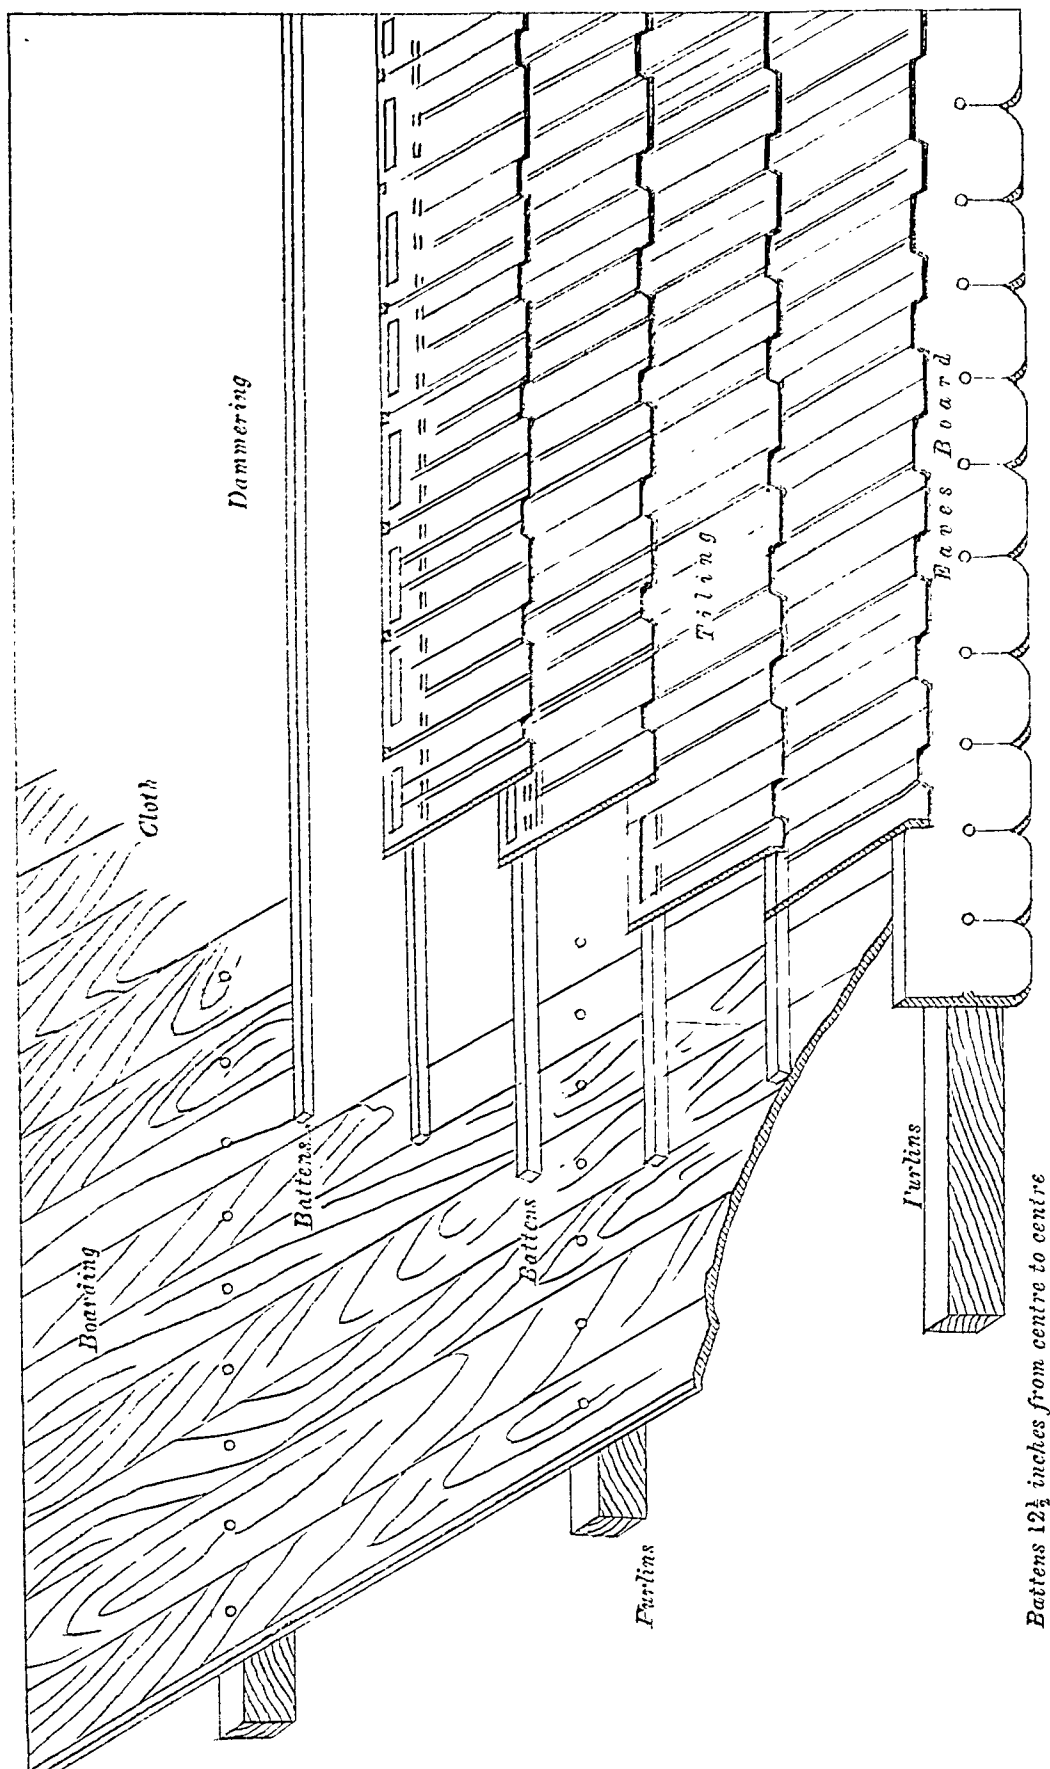 Dammering
Cloth
Boarding
Battens
Battens
Tiling
Eaves Board
Purlins
Purlins
Battens 12½ inches from centre to centre